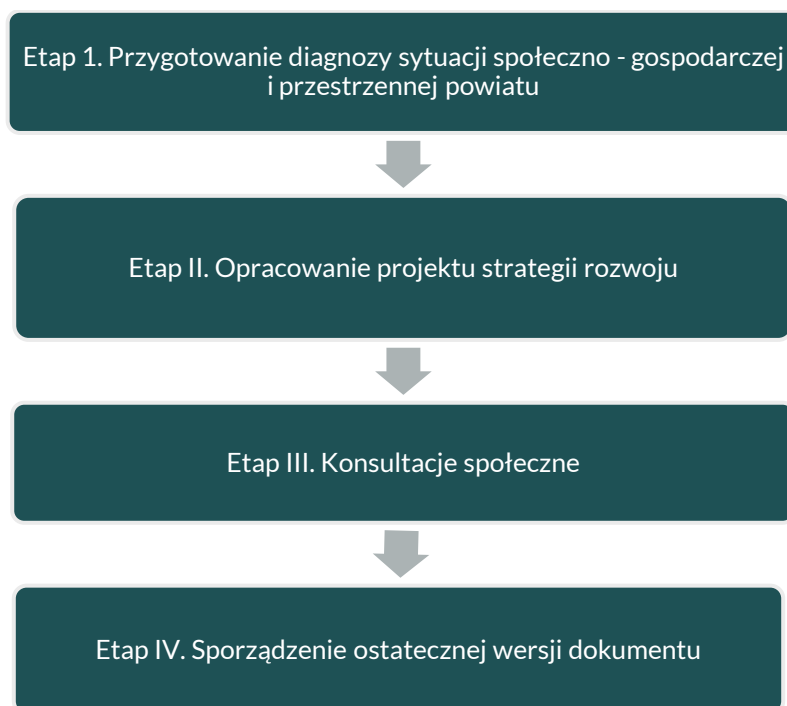 Etap 1. Przygotowanie diagnozy sytuacji społeczno - gospodarczej
i przestrzennej powiatu
Etap II. Opracowanie projektu strategii rozwoju
Etap III. Konsultacje społeczne
Etap IV. Sporządzenie ostatecznej wersji dokumentu